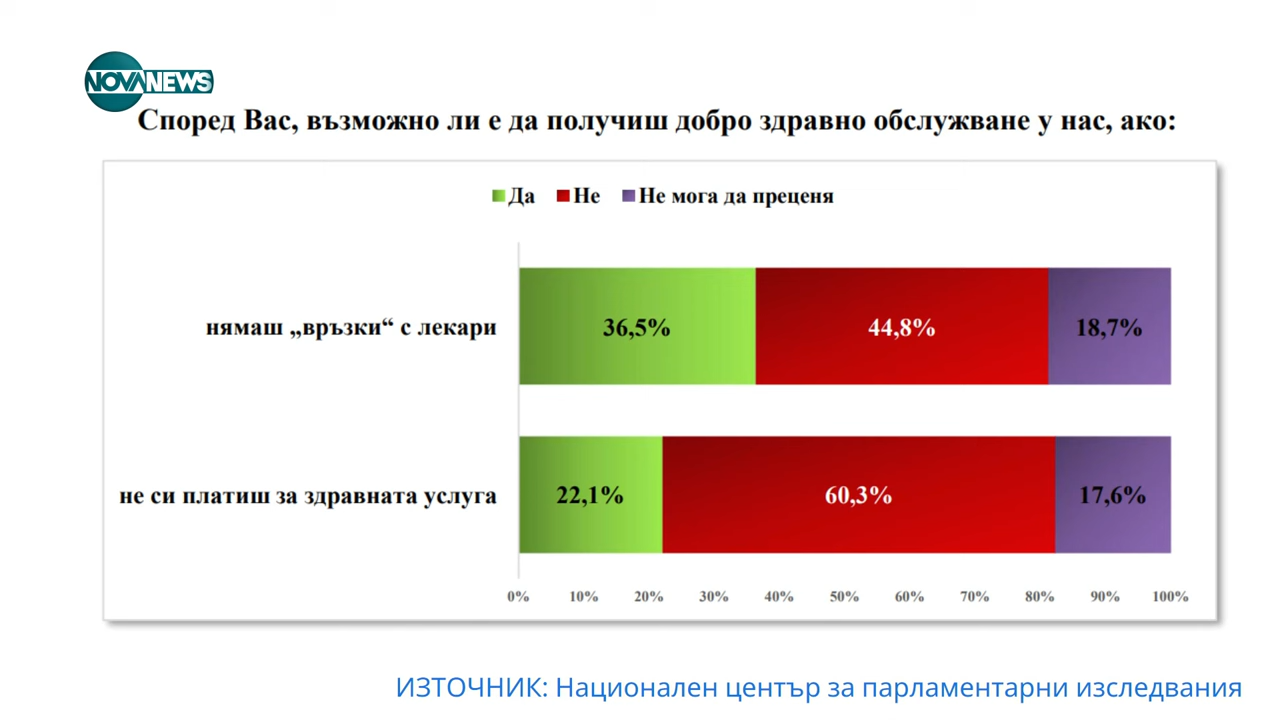 NOVANEWS
Според Вас, възможно ли е да получиш добро здравно обслужване у нас, ако:
Да Не Не мога да преценя
нямаш „връзки“ с лекари 36,5% 44,8% 18,7%
не си платиш за здравната услуга 22,1% 60,3% 17,6%
0% 10% 20% 30% 40% 50% 60% 70% 80% 90% 100%
ИЗТОЧНИК: Национален център за парламентарни изследвания